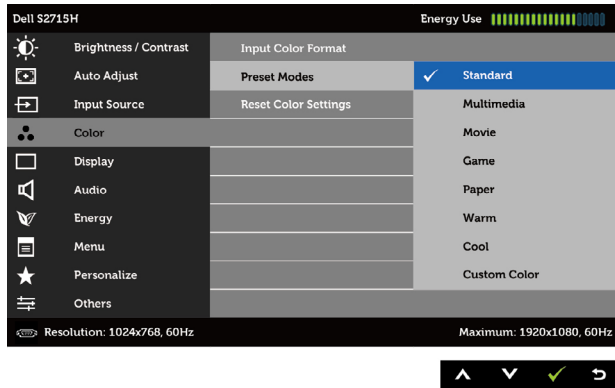 Dell S2715H Energy Use
Brightness / Contrast Input Color Format
Auto Adjust Preset Modes Standard
Input Source Reset Color Settings Multimedia
Color Movie
Display Game
Audio Paper
Energy Warm
Menu Cool
Personalize Custom Color
Others
Resolution: 1024x768, 60Hz Maximum: 1920x1080, 60Hz